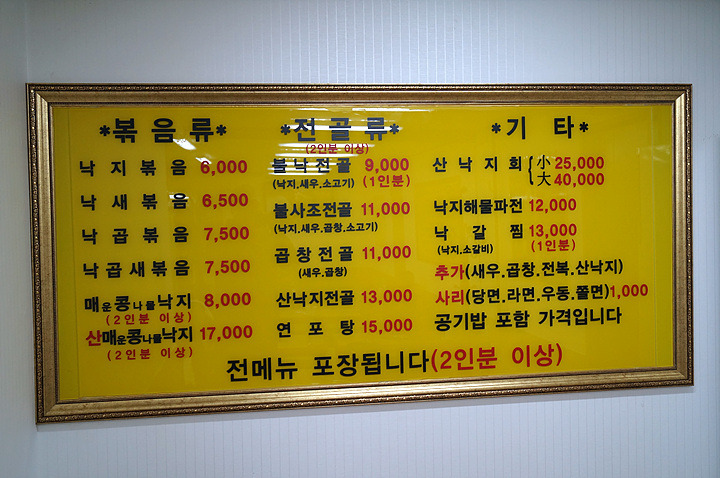 *볶음류*
낙지볶음 6,000
낙새볶음 6,500
낙곱볶음 7,500
낙곱새볶음 7,500
매운콩나물낙지 8,000
(2인분 이상)
산매운콩나물낙지 17,000
(2인분 이상)
*전골류*
(2인분 이상)
불낙전골 9,000
(낙지.새우.소고기) (1인분)
불사조전골 11,000
(낙지.새우.곱창.소고기)
곱창전골 11,000
(새우.곱창)
산낙지전골 13,000
연포탕 15,000
*기타*
산낙지회 { 小 25,000
大 40,000
낙지해물파전 12,000
낙갈찜 13,000
(낙지.소갈비) (1인분)
추가(새우.곱창.전복.산낙지)
사리(당면.라면.우동.쫄면)1,000
공기밥 포함 가격입니다
전메뉴 포장됩니다(2인분 이상)